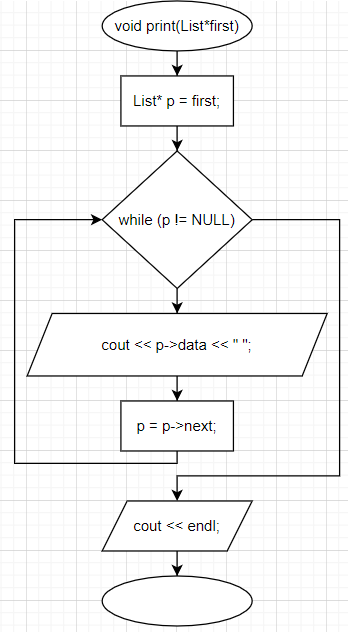 void print(List*first)
List* p = first;
while (p != NULL)
cout << p->data << " ";
p = p->next;
cout << endl;